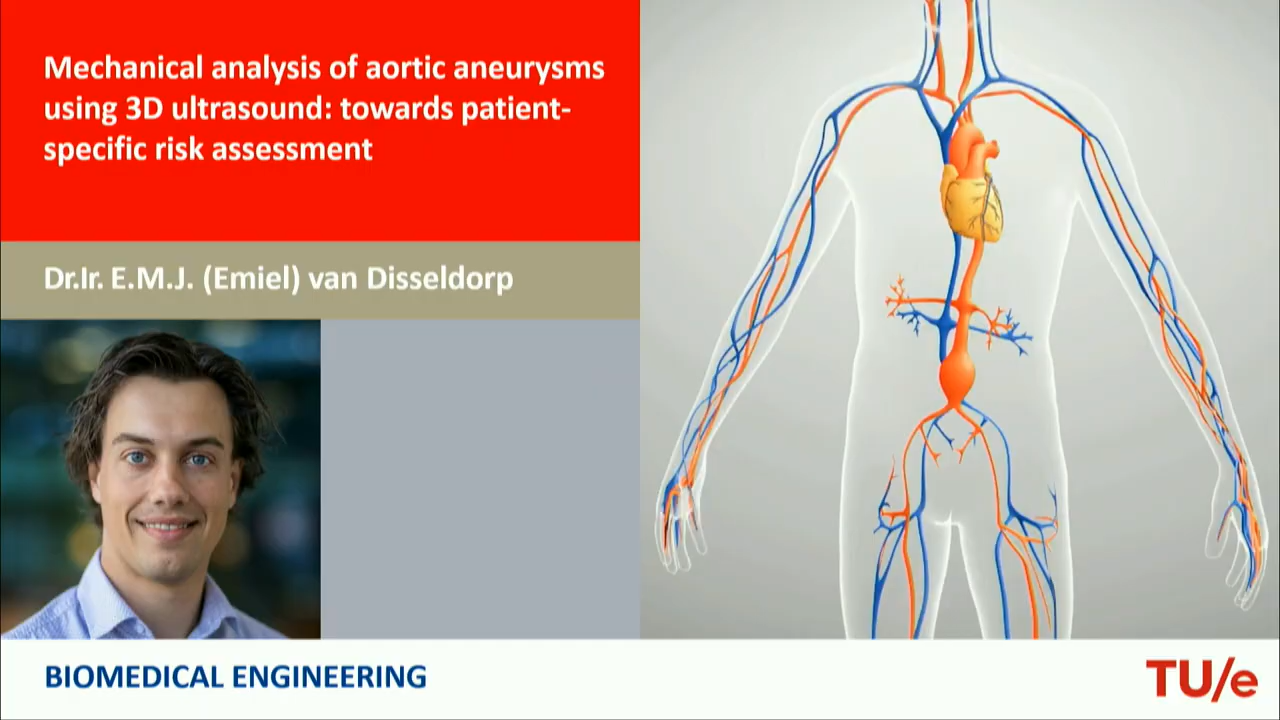 Mechanical analysis of aortic aneurysms
using 3D ultrasound: towards patient-
specific risk assessment
Dr.Ir. E.M.J. (Emiel) van Disseldorp
BIOMEDICAL ENGINEERING
TU/e